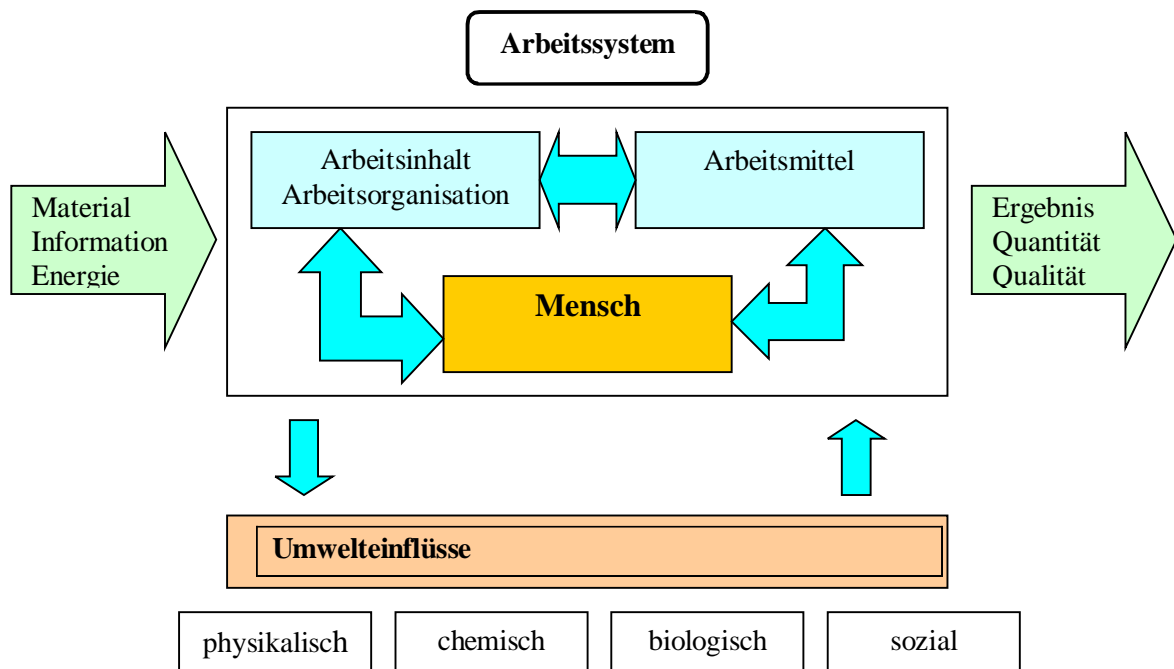 Arbeitssystem
Arbeitsinhalt
Arbeitsorganisation
Arbeitsmittel
Material
Information
Energie
Ergebnis
Quantität
Qualität
Mensch
Umwelteinflüsse
physikalisch
chemisch
biologisch
sozial